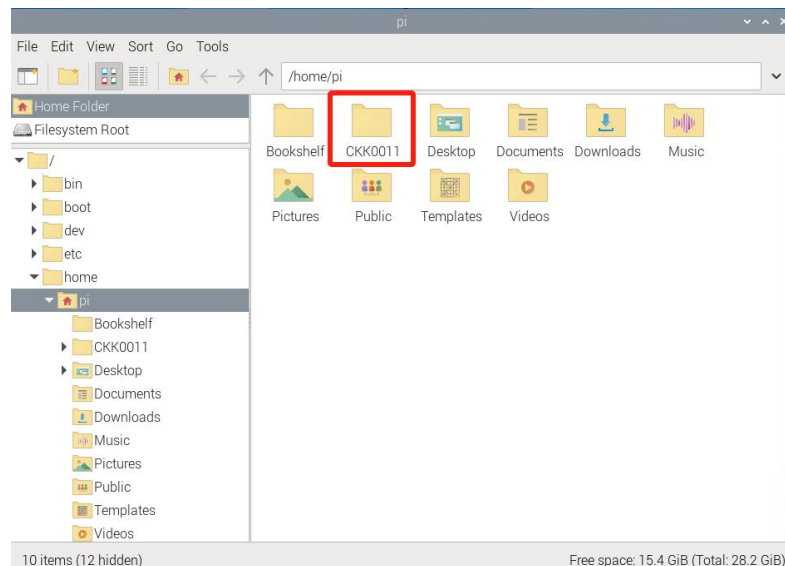 pi
File Edit View Sort Go Tools
/home/pi
Home Folder
Filesystem Root
/
bin
boot
dev
etc
home
pi
Bookshelf
CKK0011
Desktop
Documents
Downloads
Music
Pictures
Public
Templates
Videos
Bookshelf CKK0011 Desktop Documents Downloads Music
Pictures Public Templates Videos
10 items (12 hidden) Free space: 15.4 GiB (Total: 28.2 GiB)